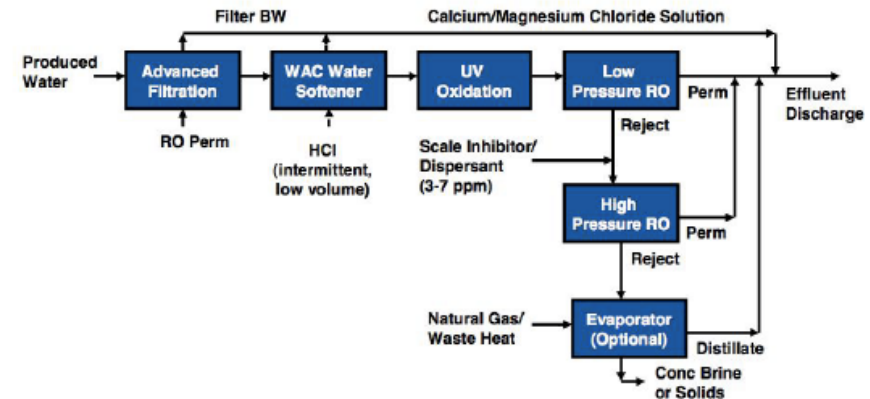 Filter BW
Calcium/Magnesium Chloride Solution
Produced
Water
Advanced
Filtration
WAC Water
Softener
UV
Oxidation
Low
Pressure RO
Perm
Effluent
Discharge
RO Perm
HCl
(intermittent,
low volume)
Reject
Scale Inhibitor/
Dispersant
(3-7 ppm)
High
Pressure RO
Perm
Reject
Natural Gas/
Waste Heat
Evaporator
(Optional)
Distillate
Conc Brine
or Solids